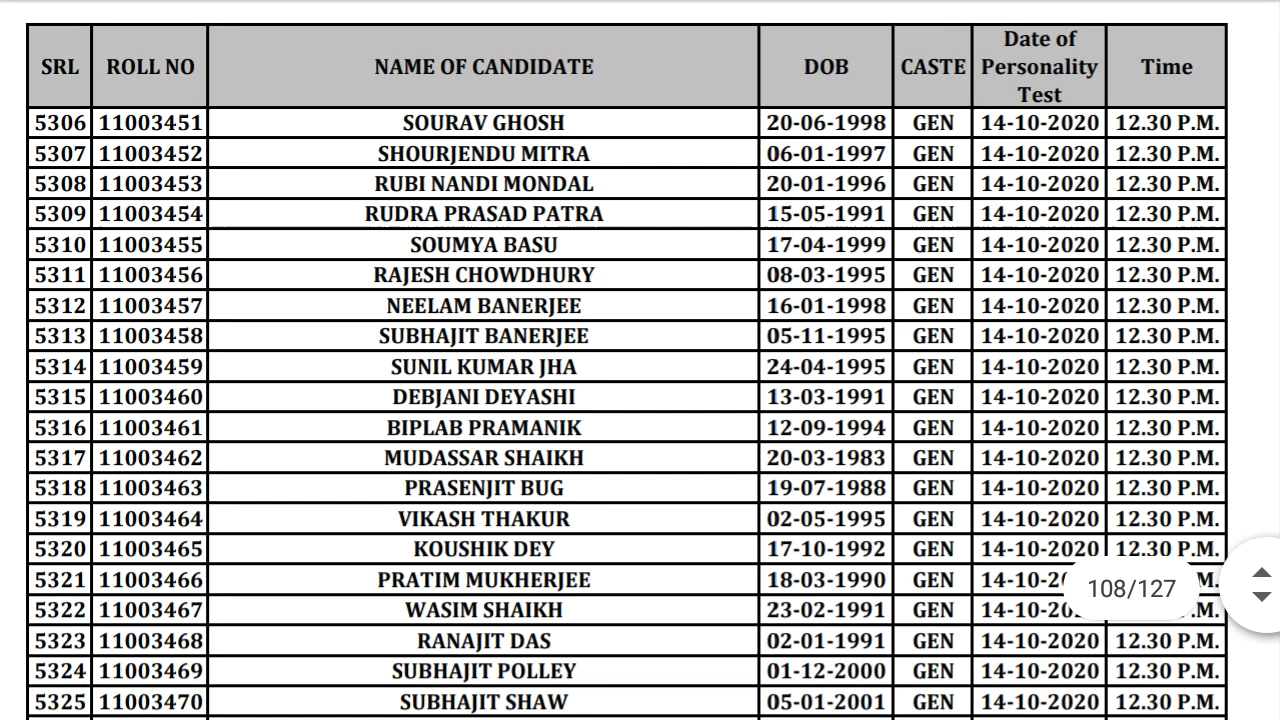 SRL ROLL NO NAME OF CANDIDATE DOB CASTE Date of Personality Test Time
5306 11003451 SOURAV GHOSH 20-06-1998 GEN 14-10-2020 12.30 P.M.
5307 11003452 SHOURJENDU MITRA 06-01-1997 GEN 14-10-2020 12.30 P.M.
5308 11003453 RUBI NANDI MONDAL 20-01-1996 GEN 14-10-2020 12.30 P.M.
5309 11003454 RUDRA PRASAD PATRA 15-05-1991 GEN 14-10-2020 12.30 P.M.
5310 11003455 SOUMYA BASU 17-04-1999 GEN 14-10-2020 12.30 P.M.
5311 11003456 RAJESH CHOWDHURY 08-03-1995 GEN 14-10-2020 12.30 P.M.
5312 11003457 NEELAM BANERJEE 16-01-1998 GEN 14-10-2020 12.30 P.M.
5313 11003458 SUBHAJIT BANERJEE 05-11-1995 GEN 14-10-2020 12.30 P.M.
5314 11003459 SUNIL KUMAR JHA 24-04-1995 GEN 14-10-2020 12.30 P.M.
5315 11003460 DEBJANI DEYASHI 13-03-1991 GEN 14-10-2020 12.30 P.M.
5316 11003461 BIPLAB PRAMANIK 12-09-1994 GEN 14-10-2020 12.30 P.M.
5317 11003462 MUDASSAR SHAIKH 20-03-1983 GEN 14-10-2020 12.30 P.M.
5318 11003463 PRASENJIT BUG 19-07-1988 GEN 14-10-2020 12.30 P.M.
5319 11003464 VIKASH THAKUR 02-05-1995 GEN 14-10-2020 12.30 P.M.
5320 11003465 KOUSHIK DEY 17-10-1992 GEN 14-10-2020 12.30 P.M.
5321 11003466 PRATIM MUKHERJEE 18-03-1990 GEN
108/127
5322 11003467 WASIM SHAIKH 23-02-1991 GEN
5323 11003468 RANAJIT DAS 02-01-1991 GEN 14-10-2020 12.30 P.M.
5324 11003469 SUBHAJIT POLLEY 01-12-2000 GEN 14-10-2020 12.30 P.M.
5325 11003470 SUBHAJIT SHAW 05-01-2001 GEN 14-10-2020 12.30 P.M.